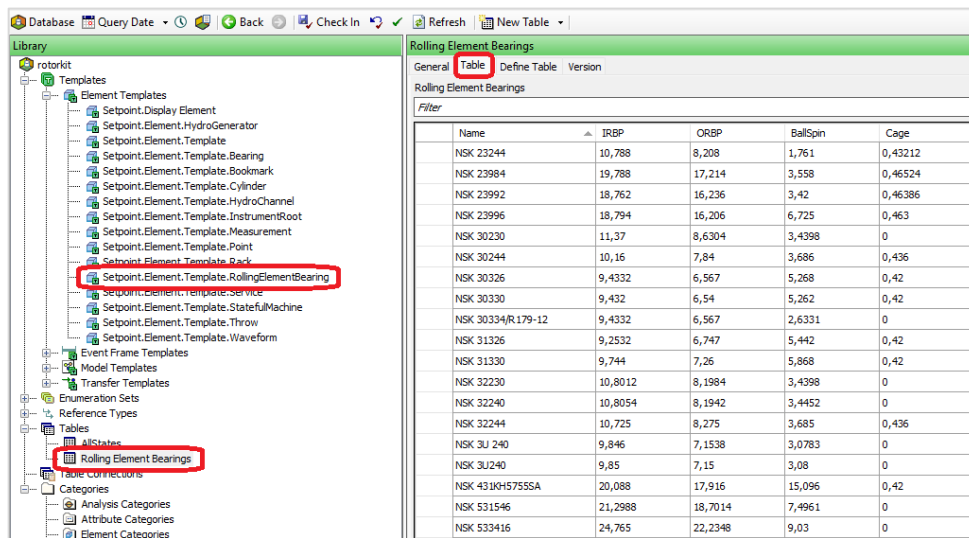 Database Query Date Back Check In Refresh New Table
Library
rotorkit
Templates
Element Templates
Setpoint.Display Element
Setpoint.Element.HydroGenerator
Setpoint.Element.Template
Setpoint.Element.Template.Bearing
Setpoint.Element.Template.Bookmark
Setpoint.Element.Template.Cylinder
Setpoint.Element.Template.HydroChannel
Setpoint.Element.Template.InstrumentRoot
Setpoint.Element.Template.Measurement
Setpoint.Element.Template.Point
Setpoint.Element.Template.Rack
Setpoint.Element.Template.RollingElementBearing
Setpoint.Element.Template.Service
Setpoint.Element.Template.StatefulMachine
Setpoint.Element.Template.Throw
Setpoint.Element.Template.Waveform
Event Frame Templates
Model Templates
Transfer Templates
Enumeration Sets
Reference Types
Tables
AllStates
Rolling Element Bearings
Table Connections
Categories
Analysis Categories
Attribute Categories
Element Categories
Rolling Element Bearings
General Table Define Table Version
Rolling Element Bearings
Filter
Name IRBP ORBP BallSpin Cage
NSK 23244 10,788 8,208 1,761 0,43212
NSK 23984 19,788 17,214 3,558 0,46524
NSK 23992 18,762 16,236 3,42 0,46386
NSK 23996 18,794 16,206 6,725 0,463
NSK 30230 11,37 8,6304 3,4398 0
NSK 30244 10,16 7,84 3,686 0,436
NSK 30326 9,4332 6,567 5,268 0,42
NSK 30330 9,432 6,54 5,262 0,42
NSK 30334/R179-12 9,4332 6,567 2,6331 0
NSK 31326 9,2532 6,747 5,442 0,42
NSK 31330 9,744 7,26 5,868 0,42
NSK 32230 10,8012 8,1984 3,4398 0
NSK 32240 10,8054 8,1942 3,4452 0
NSK 32244 10,725 8,275 3,685 0,436
NSK 3U 240 9,846 7,1538 3,0783 0
NSK 3U240 9,85 7,15 3,08 0
NSK 431KH5755SA 20,088 17,916 15,096 0,42
NSK 531546 21,2988 18,7014 7,4961 0
NSK 533416 24,765 22,2348 9,03 0